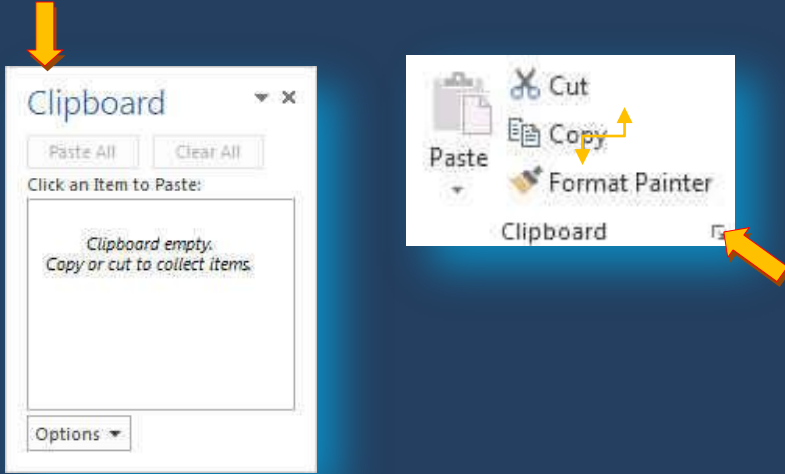 Clipboard
Paste All Clear All
Click an Item to Paste:
Clipboard empty.
Copy or cut to collect items.
Options
Cut
Copy
Paste
Format Painter
Clipboard